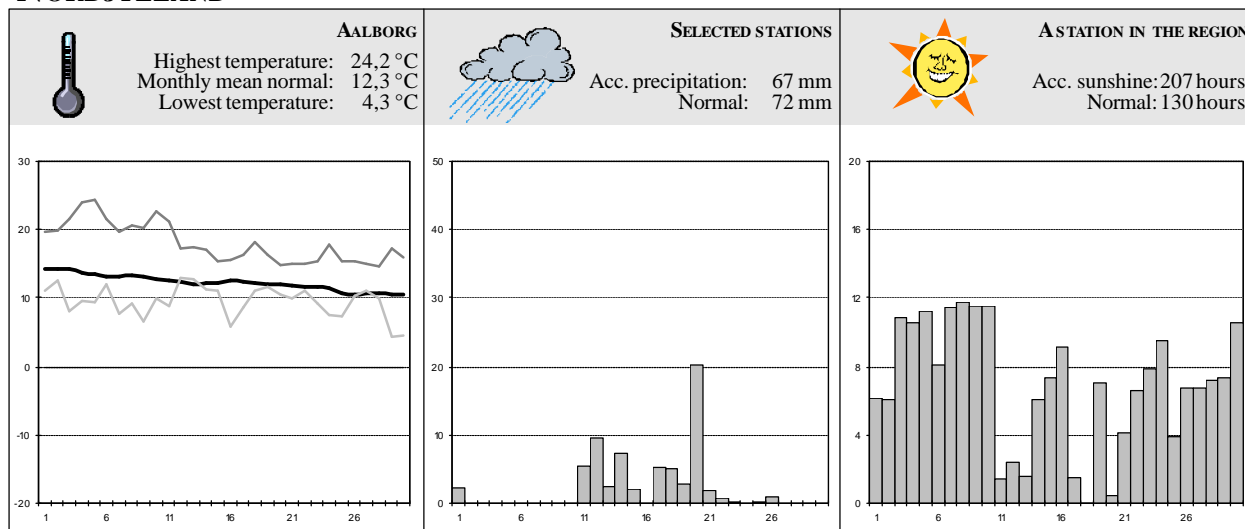 AALBORG
Highest temperature: 24,2 °C
Monthly mean normal: 12,3 °C
Lowest temperature: 4,3 °C
SELECTED STATIONS
Acc. precipitation: 67 mm
Normal: 72 mm
A STATION IN THE REGION
Acc. sunshine: 207 hours
Normal: 130 hours
30
20
10
0
-10
-20
1 6 11 16 21 26
50
40
30
20
10
0
1 6 11 16 21 26
20
16
12
8
4
0
1 6 11 16 21 26